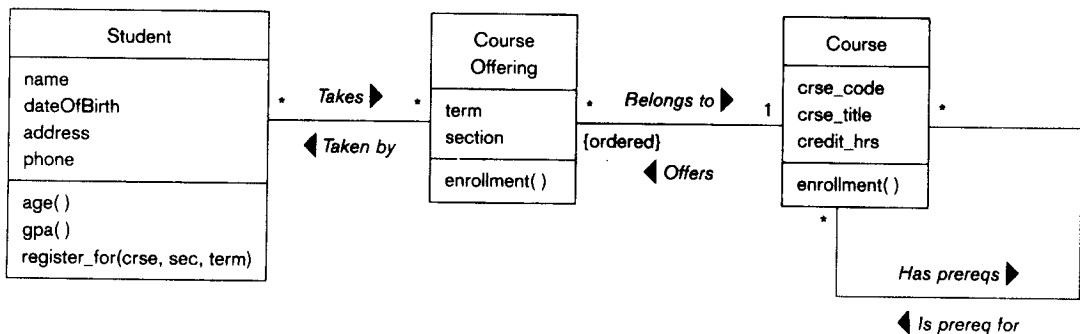 Student
name
dateOfBirth
address
phone
age( )
gpa( )
register_for(crse, sec, term)
* Takes ▶ *
◀ Taken by
Course
Offering
term
section
enrollment( )
* Belongs to ▶ 1
{ordered}
◀ Offers
Course
crse_code
crse_title
credit_hrs
enrollment( )
*
*
Has prereqs ▶
◀ Is prereq for